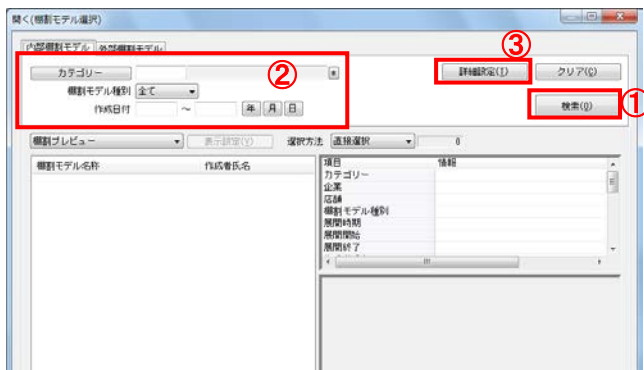 開く(棚割モデル選択)
内部棚割モデル 外部棚割モデル
③
カテゴリー
②
詳細設定(T)
クリア(C)
棚割モデル種別 全て
作成日付 ～ 年 月 日
検索(Q)
①
棚割プレビュー 表示設定(V) 選択方法 直接選択 0
棚割モデル名称 作成者氏名
項目 情報
カテゴリー
企業
店舗
棚割モデル種別
展開時期
展開開始
展開終了